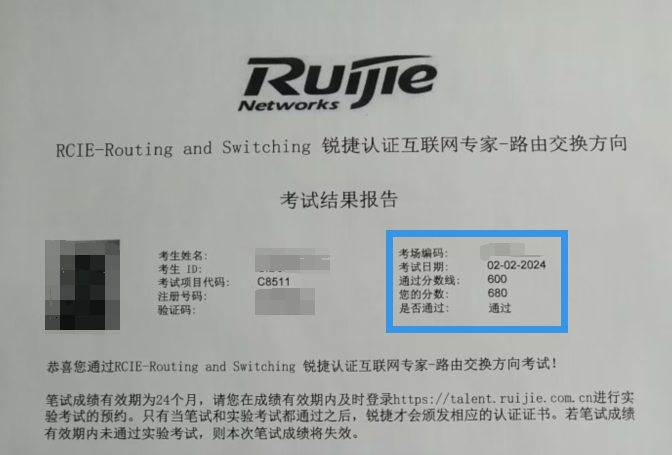 Ruijie
Networks
RCIE-Routing and Switching 锐捷认证互联网专家-路由交换方向
考试结果报告
考生姓名:
考生 ID:
考试项目代码: C8511
注册号码:
验证码:
考场编码:
考试日期: 02-02-2024
通过分数线: 600
您的分数: 680
是否通过: 通过
恭喜您通过RCIE-Routing and Switching 锐捷认证互联网专家-路由交换方向考试!
笔试成绩有效期为24个月,请您在成绩有效期内及时登录https://talent.ruijie.com.cn进行实
验考试的预约。只有当笔试和实验考试都通过之后,锐捷才会颁发相应的认证证书。若笔试成绩
有效期内未通过实验考试,则本次笔试成绩将失效。